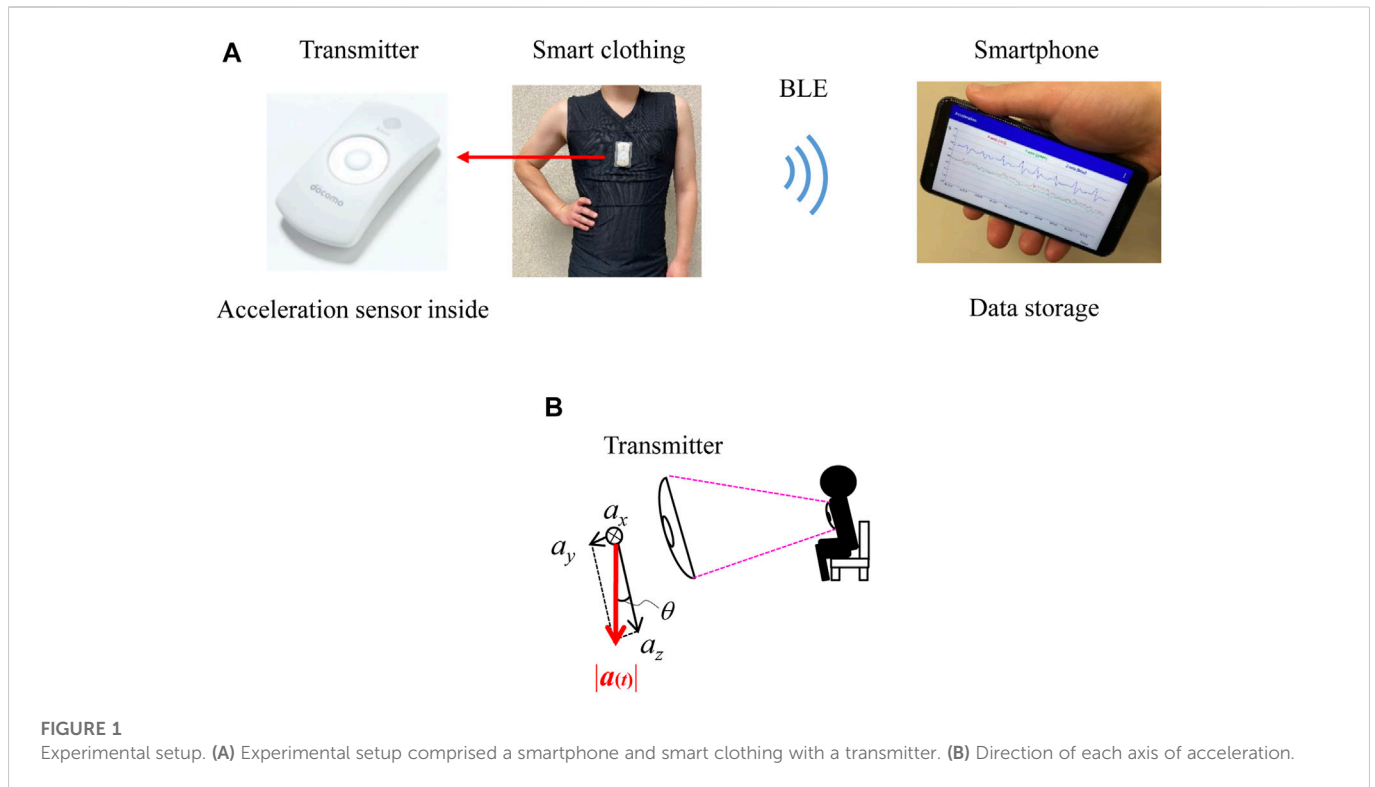 A
Transmitter
Smart clothing
BLE
Smartphone
docomo
Acceleration sensor inside
Data storage
B
Transmitter
a_x
a_y
θ
a_z
|a(t)|
FIGURE 1
Experimental setup. (A) Experimental setup comprised a smartphone and smart clothing with a transmitter. (B) Direction of each axis of acceleration.